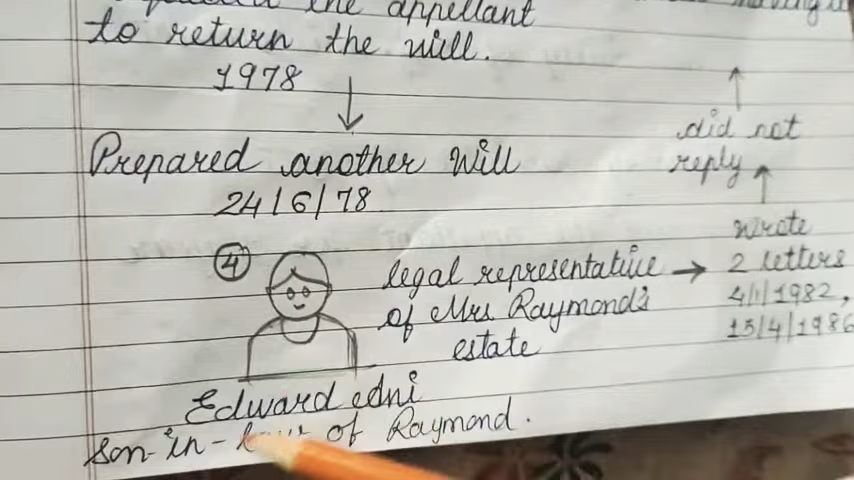 the appellant
to return the will.
1978
did not
reply
Prepared another Will
24/6/78
wrote
2 letters
4/1/1982,
15/4/1986
4
legal representative
of Mrs Raymond's
estate
Edward edni
son-in-law of Raymond.